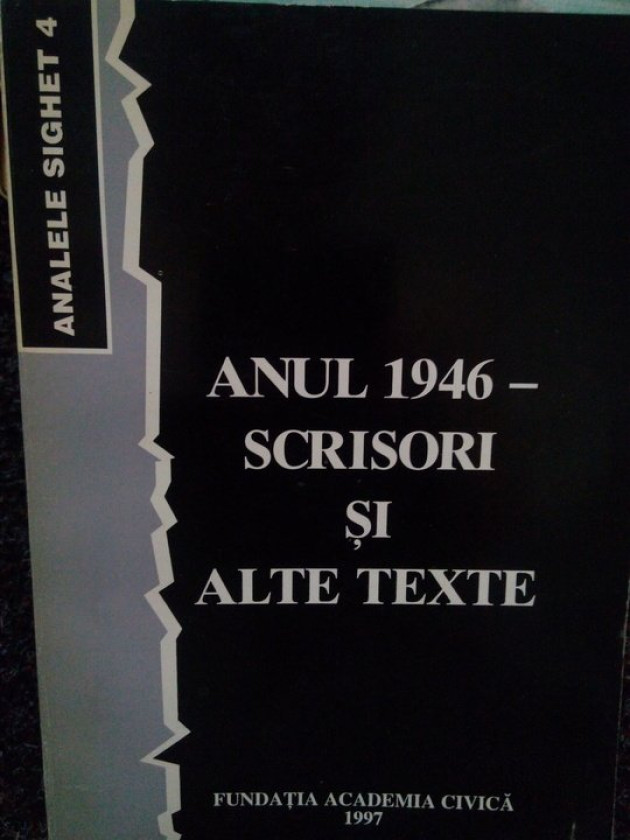 ANALELE SIGHET 4
ANUL 1946 –
SCRISORI
ȘI
ALTE TEXTE
FUNDAȚIA ACADEMIA CIVICĂ
1997